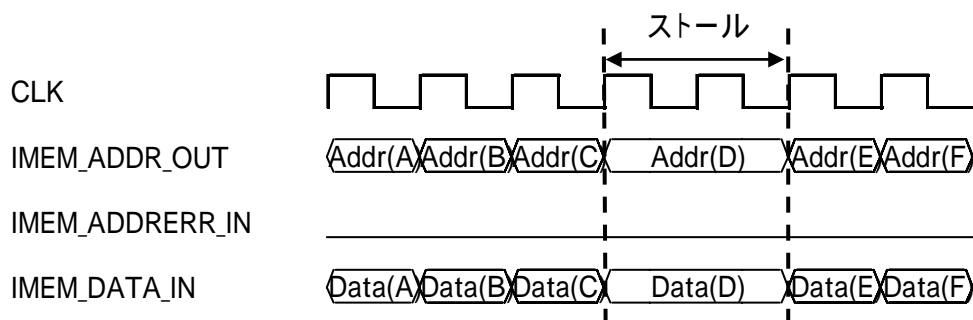 ストール
CLK
IMEM_ADDR_OUT Addr(A) Addr(B) Addr(C) Addr(D) Addr(E) Addr(F)
IMEM_ADDRERR_IN
IMEM_DATA_IN Data(A) Data(B) Data(C) Data(D) Data(E) Data(F)